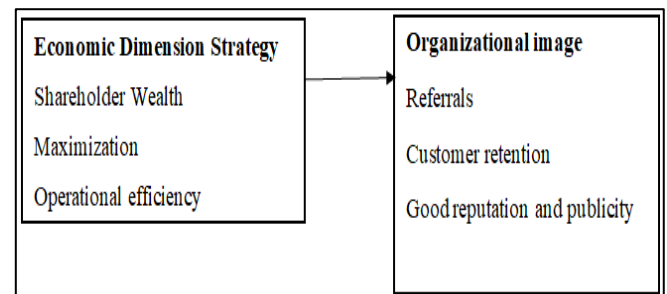 Economic Dimension Strategy
Shareholder Wealth
Maximization
Operational efficiency
Organizational image
Referrals
Customer retention
Good reputation and publicity